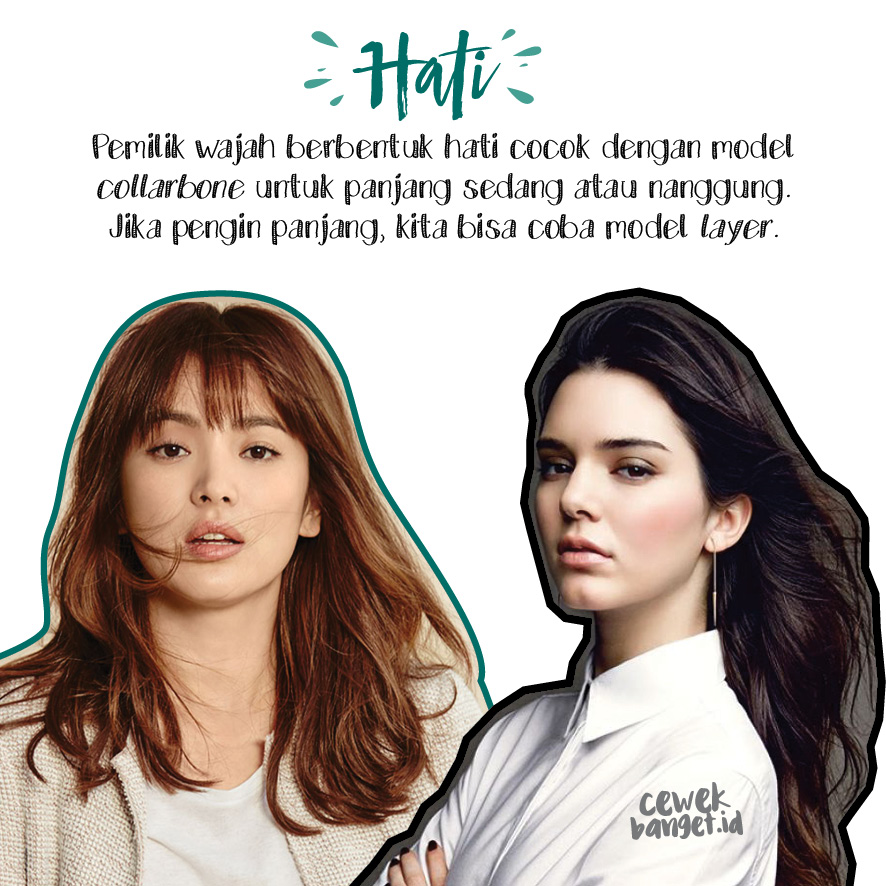 Hati
Pemilik wajah berbentuk hati cocok dengan model
collarbone untuk panjang sedang atau nanggung.
Jika pengin panjang, kita bisa coba model layer.
cewek
banget.id